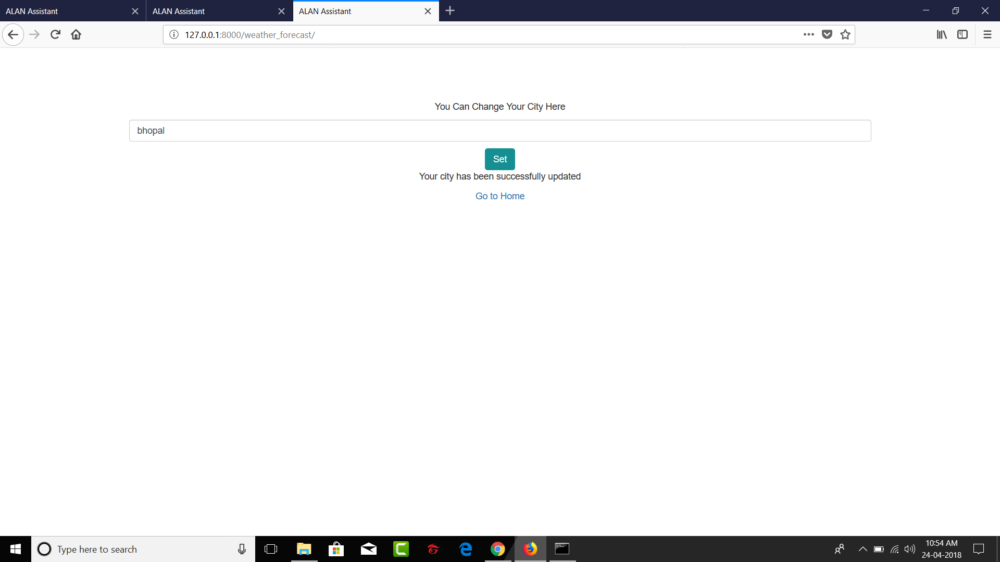 ALAN Assistant
ALAN Assistant
ALAN Assistant
127.0.0.1:8000/weather_forecast/
You Can Change Your City Here
bhopal
Set
Your city has been successfully updated
Go to Home
Type here to search
10:54 AM
24-04-2018